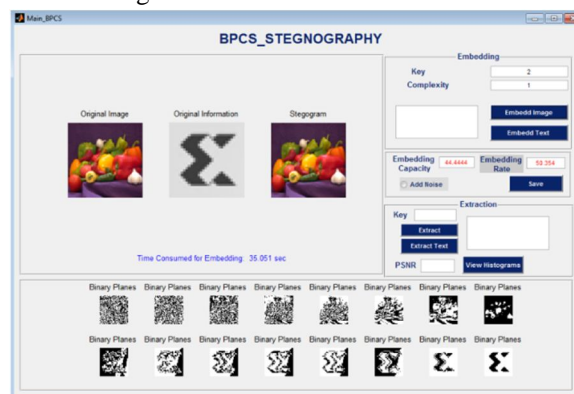 Main_BPCS
BPCS_STEGNOGRAPHY
Original Image
Original Information
Stegogram
Time Consumed for Embedding: 35.051 sec
Embedding
Key
2
Complexity
1
Embedd Image
Embedd Text
Embedding Capacity
44.4444
Embedding Rate
Add Noise
Save
Extraction
Key
Extract
Extract Text
PSNR
View Histograms
Binary Planes Binary Planes Binary Planes Binary Planes Binary Planes Binary Planes Binary Planes Binary Planes
Binary Planes Binary Planes Binary Planes Binary Planes Binary Planes Binary Planes Binary Planes Binary Planes